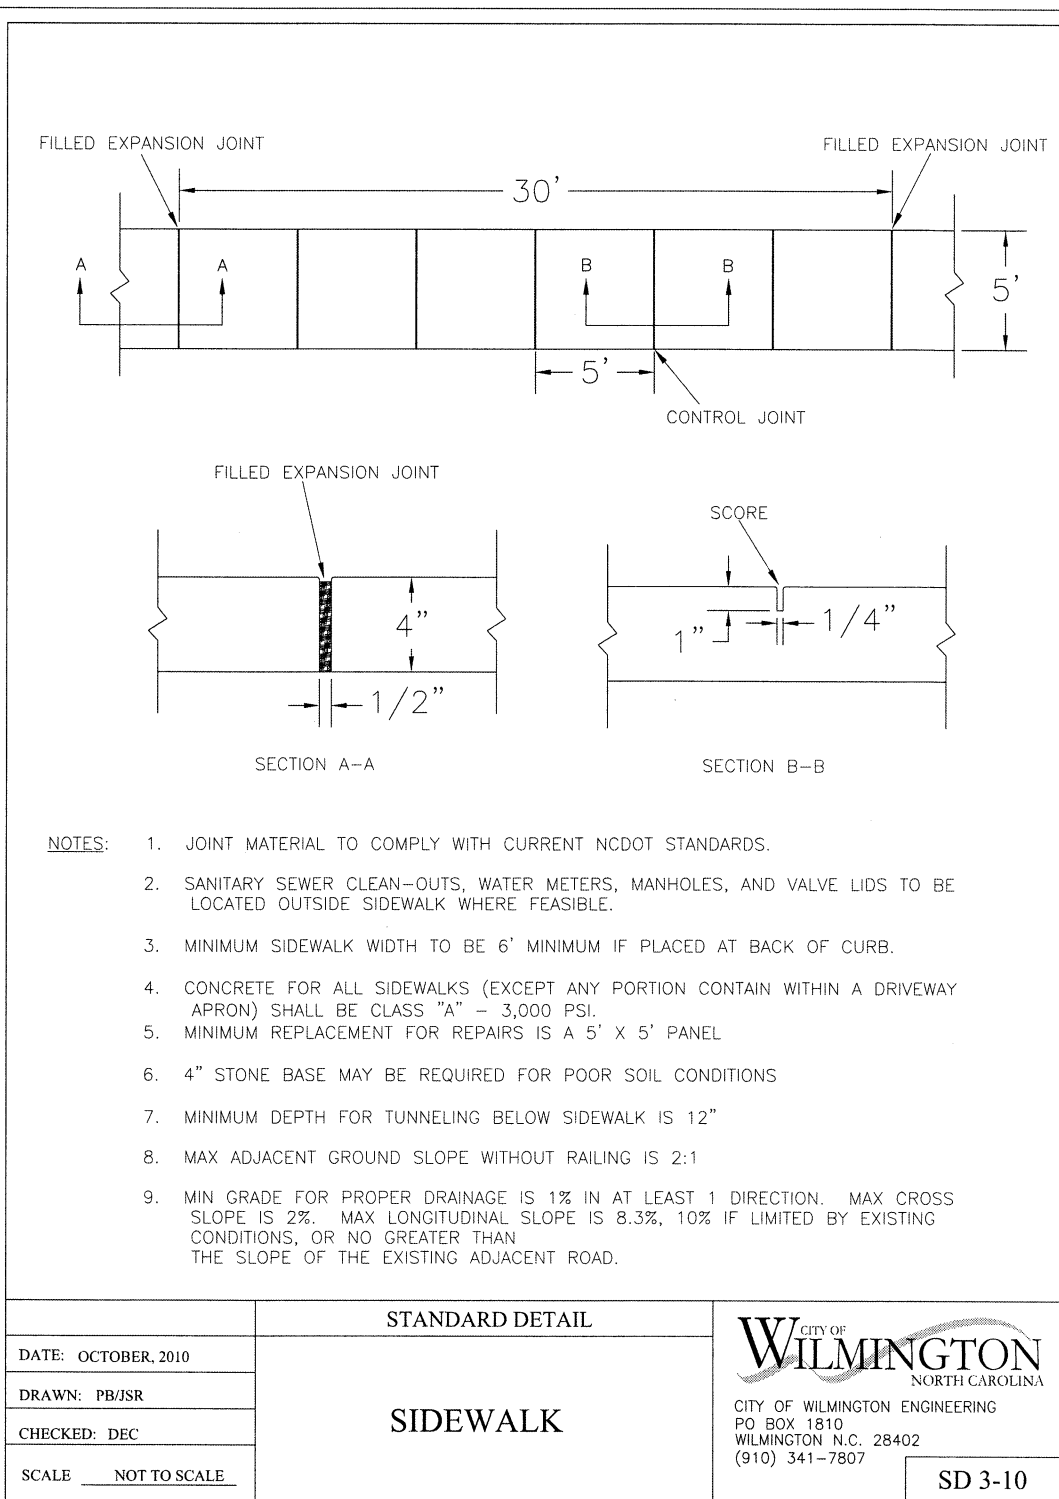 FILLED EXPANSION JOINT
FILLED EXPANSION JOINT
30'
A
A
B
B
5'
5'
CONTROL JOINT
FILLED EXPANSION JOINT
SCORE
4"
1"
1/4"
1/2"
SECTION A-A
SECTION B-B
NOTES:
1. JOINT MATERIAL TO COMPLY WITH CURRENT NCDOT STANDARDS.
2. SANITARY SEWER CLEAN-OUTS, WATER METERS, MANHOLES, AND VALVE LIDS TO BE
LOCATED OUTSIDE SIDEWALK WHERE FEASIBLE.
3. MINIMUM SIDEWALK WIDTH TO BE 6' MINIMUM IF PLACED AT BACK OF CURB.
4. CONCRETE FOR ALL SIDEWALKS (EXCEPT ANY PORTION CONTAIN WITHIN A DRIVEWAY
APRON) SHALL BE CLASS "A" - 3,000 PSI.
5. MINIMUM REPLACEMENT FOR REPAIRS IS A 5' X 5' PANEL
6. 4" STONE BASE MAY BE REQUIRED FOR POOR SOIL CONDITIONS
7. MINIMUM DEPTH FOR TUNNELING BELOW SIDEWALK IS 12"
8. MAX ADJACENT GROUND SLOPE WITHOUT RAILING IS 2:1
9. MIN GRADE FOR PROPER DRAINAGE IS 1% IN AT LEAST 1 DIRECTION. MAX CROSS
SLOPE IS 2%. MAX LONGITUDINAL SLOPE IS 8.3%, 10% IF LIMITED BY EXISTING
CONDITIONS, OR NO GREATER THAN
THE SLOPE OF THE EXISTING ADJACENT ROAD.
STANDARD DETAIL
DATE: OCTOBER, 2010
DRAWN: PB/JSR
CHECKED: DEC
SCALE NOT TO SCALE
SIDEWALK
CITY OF
WILMINGTON
NORTH CAROLINA
CITY OF WILMINGTON ENGINEERING
PO BOX 1810
WILMINGTON N.C. 28402
(910) 341-7807
SD 3-10